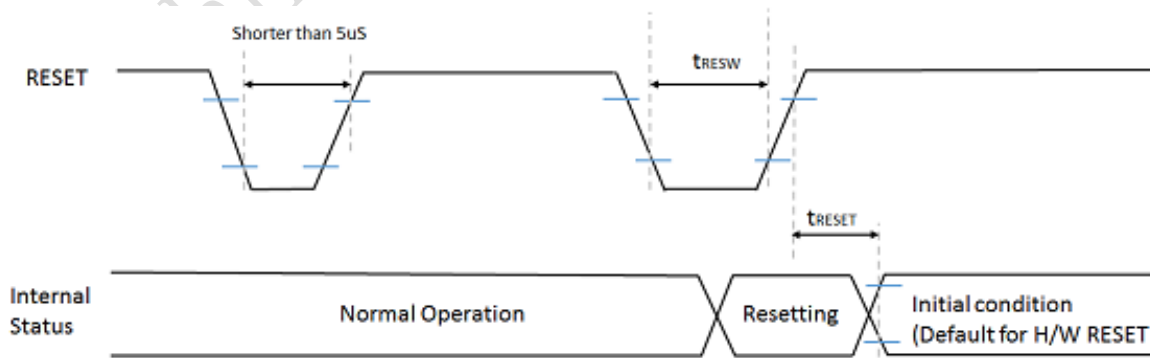 Shorter than 5uS
RESET
tRESW
tRESET
Internal
Status
Normal Operation
Resetting
Initial condition
(Default for H/W RESET